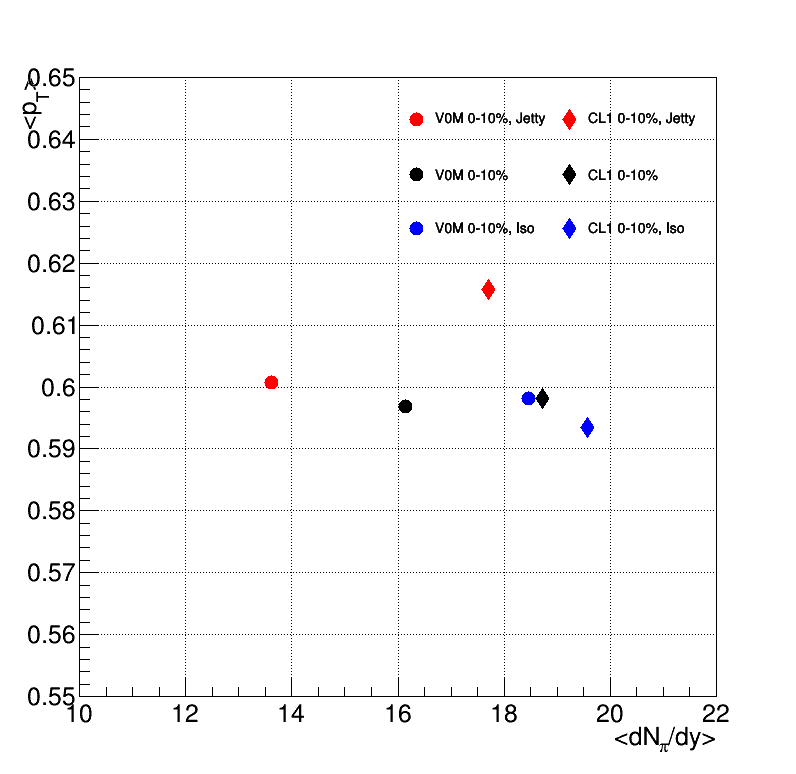 <pT>
0.65
0.64
0.63
0.62
0.61
0.6
0.59
0.58
0.57
0.56
0.55
V0M 0-10%, Jetty CL1 0-10%, Jetty
V0M 0-10% CL1 0-10%
V0M 0-10%, Iso CL1 0-10%, Iso
10 12 14 16 18 20 22
<dNπ/dy>